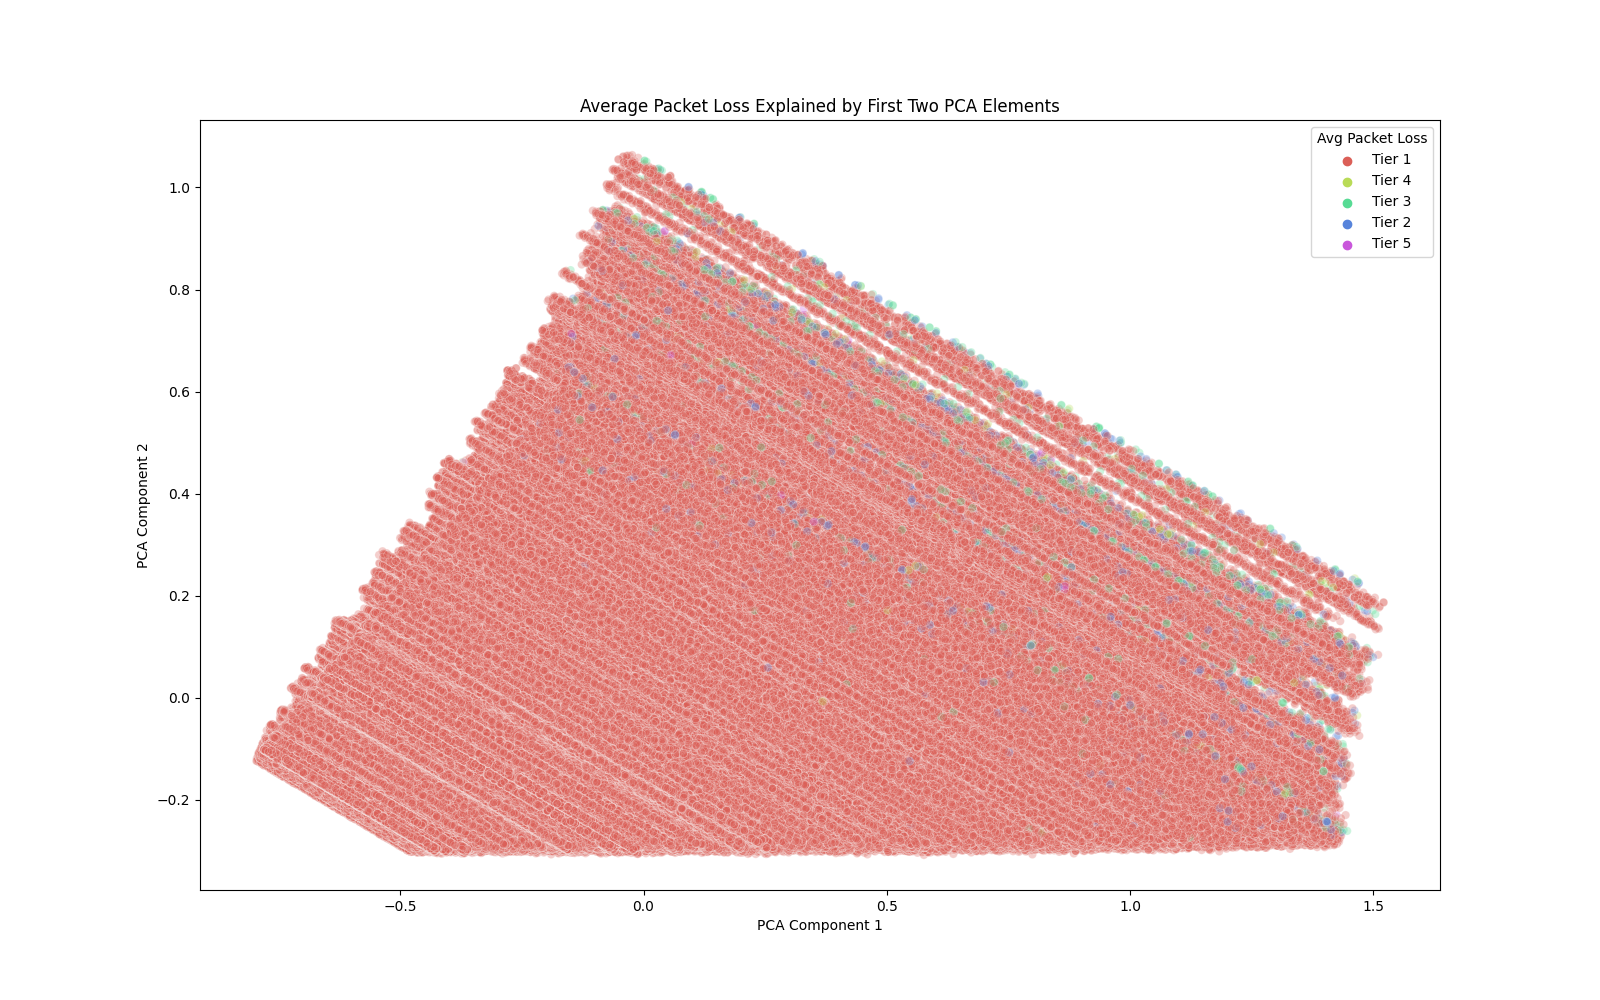 Average Packet Loss Explained by First Two PCA Elements
Avg Packet Loss
Tier 1
Tier 4
Tier 3
Tier 2
Tier 5
1.0
0.8
0.6
0.4
0.2
0.0
−0.2
PCA Component 2
−0.5
0.0
0.5
1.0
1.5
PCA Component 1